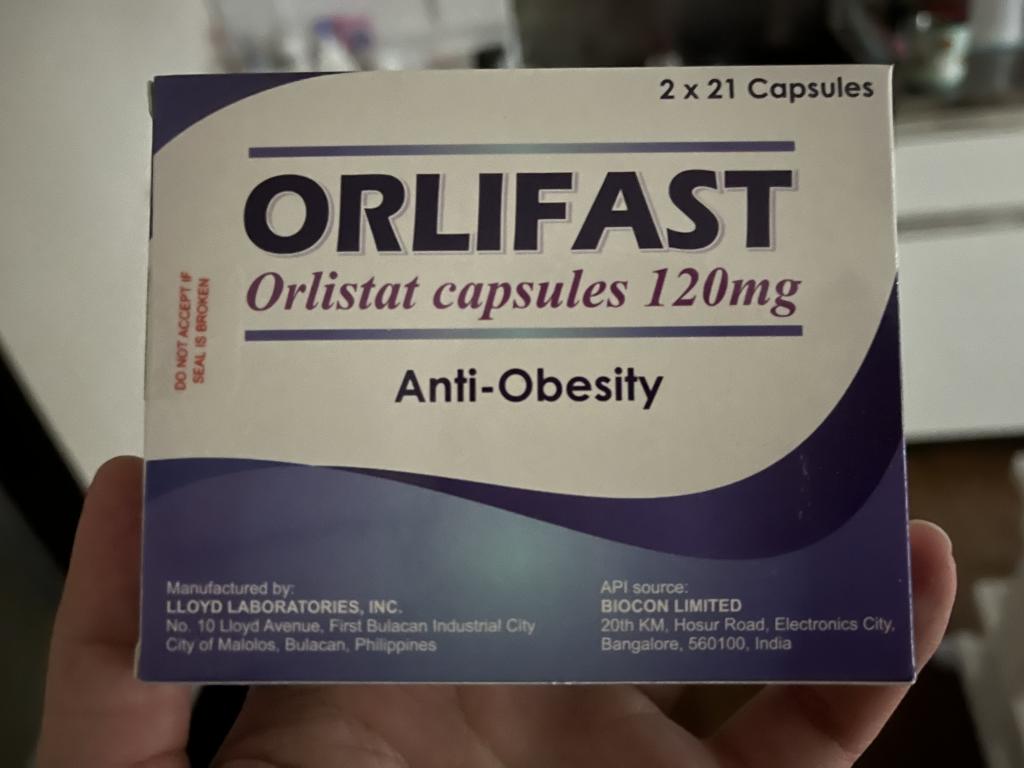 2 x 21 Capsules
ORLIFAST
Orlistat capsules 120mg
DO NOT ACCEPT IF
SEAL IS BROKEN
Anti-Obesity
Manufactured by:
LLOYD LABORATORIES, INC.
No. 10 Lloyd Avenue, First Bulacan Industrial City
City of Malolos, Bulacan, Philippines
API source:
BIOCON LIMITED
20th KM, Hosur Road, Electronics City,
Bangalore, 560100, India